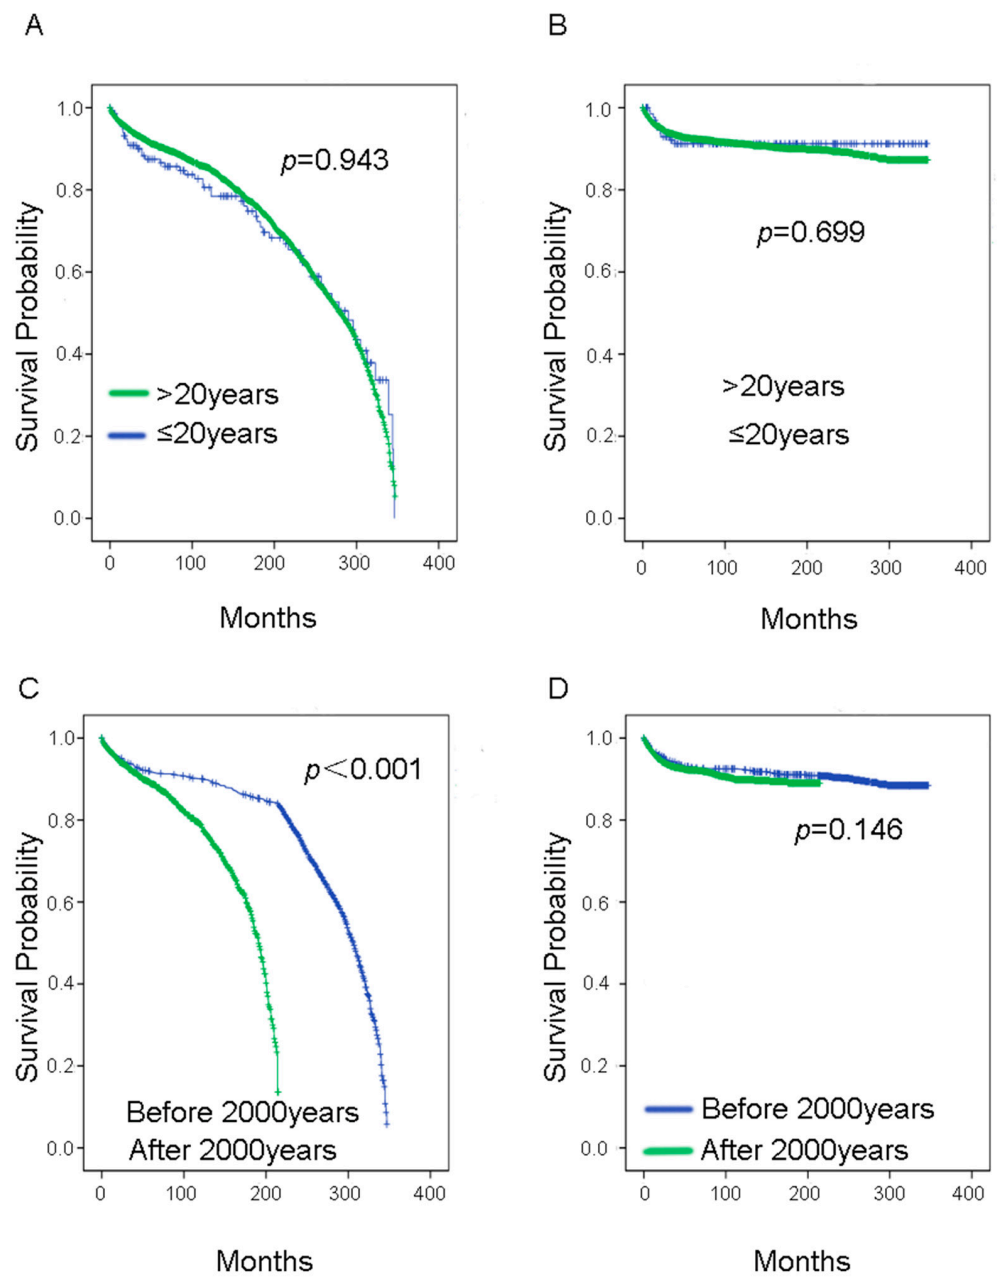 A
Survival Probability
1.0
0.8
0.6
0.4
0.2
0.0
p=0.943
>20years
≤20years
0 100 200 300 400
Months
B
Survival Probability
1.0
0.8
0.6
0.4
0.2
0.0
p=0.699
>20years
≤20years
0 100 200 300 400
Months
C
Survival Probability
1.0
0.8
0.6
0.4
0.2
0.0
p<0.001
Before 2000years
After 2000years
0 100 200 300 400
Months
D
Survival Probability
1.0
0.8
0.6
0.4
0.2
0.0
p=0.146
Before 2000years
After 2000years
0 100 200 300 400
Months